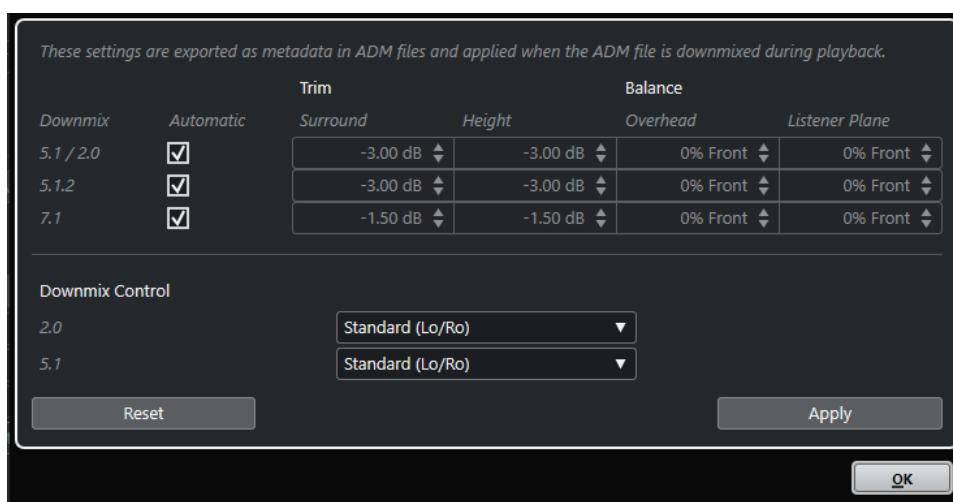 These settings are exported as metadata in ADM files and applied when the ADM file is downmixed during playback.
Trim Balance
Downmix Automatic Surround Height Overhead Listener Plane
5.1 / 2.0 -3.00 dB -3.00 dB 0% Front 0% Front
5.1.2 -3.00 dB -3.00 dB 0% Front 0% Front
7.1 -1.50 dB -1.50 dB 0% Front 0% Front
Downmix Control
2.0 Standard (Lo/Ro)
5.1 Standard (Lo/Ro)
Reset Apply
OK